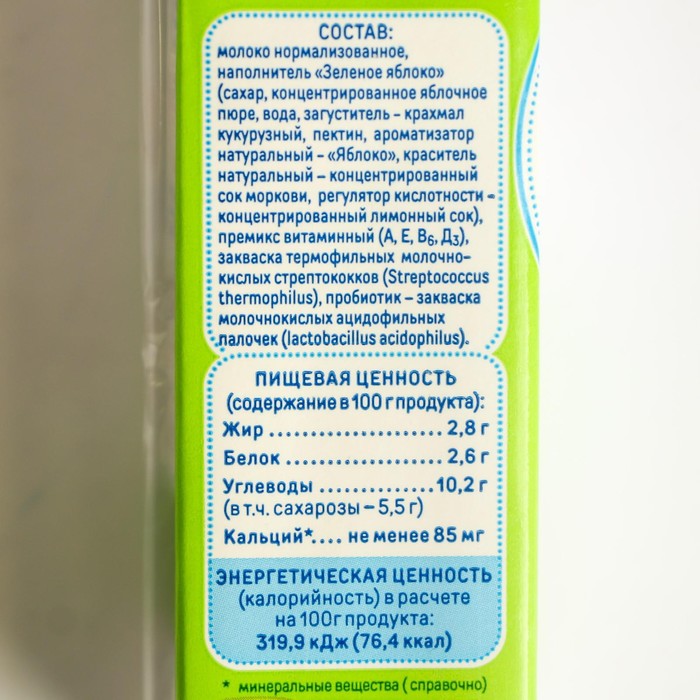 СОСТАВ:
молоко нормализованное,
наполнитель «Зеленое яблоко»
(сахар, концентрированное яблочное
пюре, вода, загуститель – крахмал
кукурузный, пектин, ароматизатор
натуральный – «Яблоко», краситель
натуральный – концентрированный
сок моркови, регулятор кислотности –
концентрированный лимонный сок),
премикс витаминный (А, Е, В₆, Д₃),
закваска термофильных молочно-
кислых стрептококков (Streptococcus
thermophilus), пробиотик – закваска
молочнокислых ацидофильных
палочек (lactobacillus acidophilus).
ПИЩЕВАЯ ЦЕННОСТЬ
(содержание в 100 г продукта):
Жир ........................ 2,8 г
Белок ..................... 2,6 г
Углеводы ............... 10,2 г
(в т.ч. сахарозы – 5,5 г)
Кальций*.... не менее 85 мг
ЭНЕРГЕТИЧЕСКАЯ ЦЕННОСТЬ
(калорийность) в расчете
на 100г продукта:
319,9 кДж (76,4 ккал)
* минеральные вещества ( справочно)